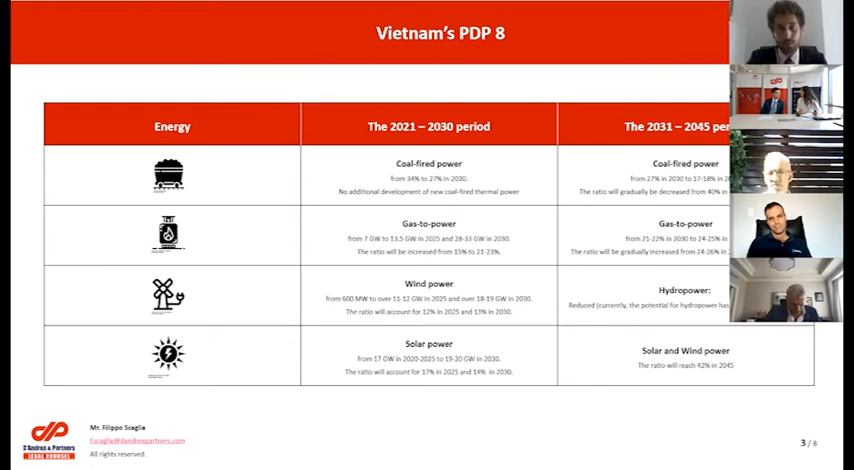 Vietnam's PDP 8
Energy
The 2021 – 2030 period
The 2031 – 2045
Coal-fired power
from 34% to 27% in 2030.
No additional development of new coal-fired thermal power
Coal-fired power
from 27% in 2030 to 17-18% in
The ratio will gradually be decreased from 40% in
Gas-to-power
from 7 GW to 13.5 GW in 2025 and 28-33 GW in 2030.
The ratio will be increased from 15% to 21-23%.
Gas-to-power
from 21-22% in 2030 to 24-25% in
The ratio will be gradually increased from 24-26% in
Wind power
from 600 MW to over 11-12 GW in 2025 and over 18-19 GW in 2030.
The ratio will account for 12% in 2025 and 13% in 2030.
Hydropower:
Reduced (currently, the potential for hydropower has
Solar power
from 17 GW in 2020-2025 to 19-20 GW in 2030.
The ratio will account for 17% in 2025 and 14% in 2030.
Solar and Wind power
The ratio will reach 42% in 2045
D'Andrea & Partners
LEGAL COUNSEL
Mr. Filippo Scaglia
f.scaglia@dandreapartners.com
All rights reserved.
3 / 8